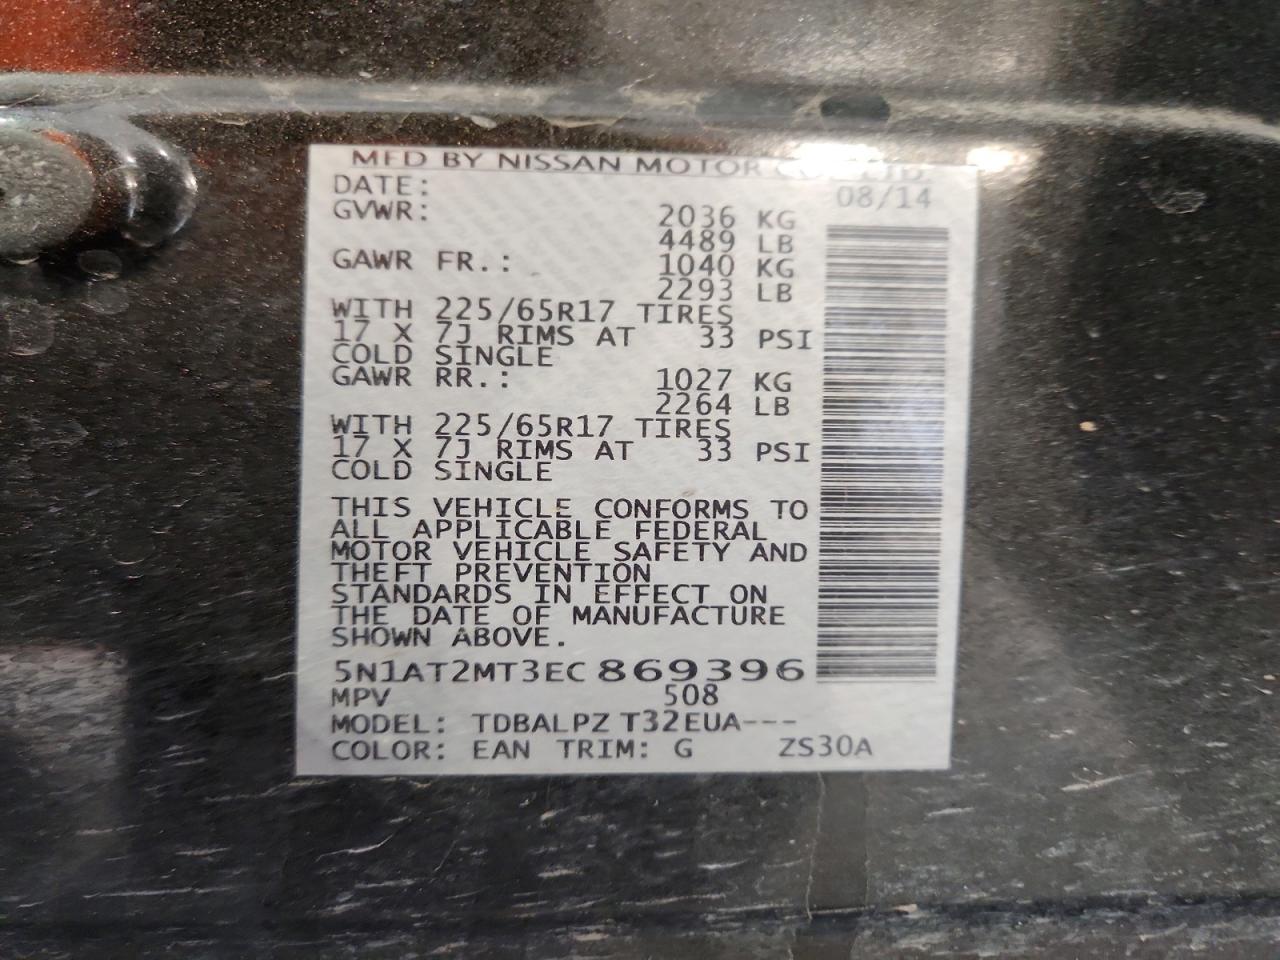 MFD BY NISSAN MOTOR CO., LTD.
DATE: 08/14
GVWR: 2036 KG
4489 LB
GAWR FR.: 1040 KG
2293 LB
WITH 225/65R17 TIRES
17 X 7J RIMS AT 33 PSI
COLD SINGLE
GAWR RR.: 1027 KG
2264 LB
WITH 225/65R17 TIRES
17 X 7J RIMS AT 33 PSI
COLD SINGLE
THIS VEHICLE CONFORMS TO
ALL APPLICABLE FEDERAL
MOTOR VEHICLE SAFETY AND
THEFT PREVENTION
STANDARDS IN EFFECT ON
THE DATE OF MANUFACTURE
SHOWN ABOVE.
5N1AT2MT3EC869396
MPV 508
MODEL: TDBALPZ T32EUA---
COLOR: EAN TRIM: G ZS30A